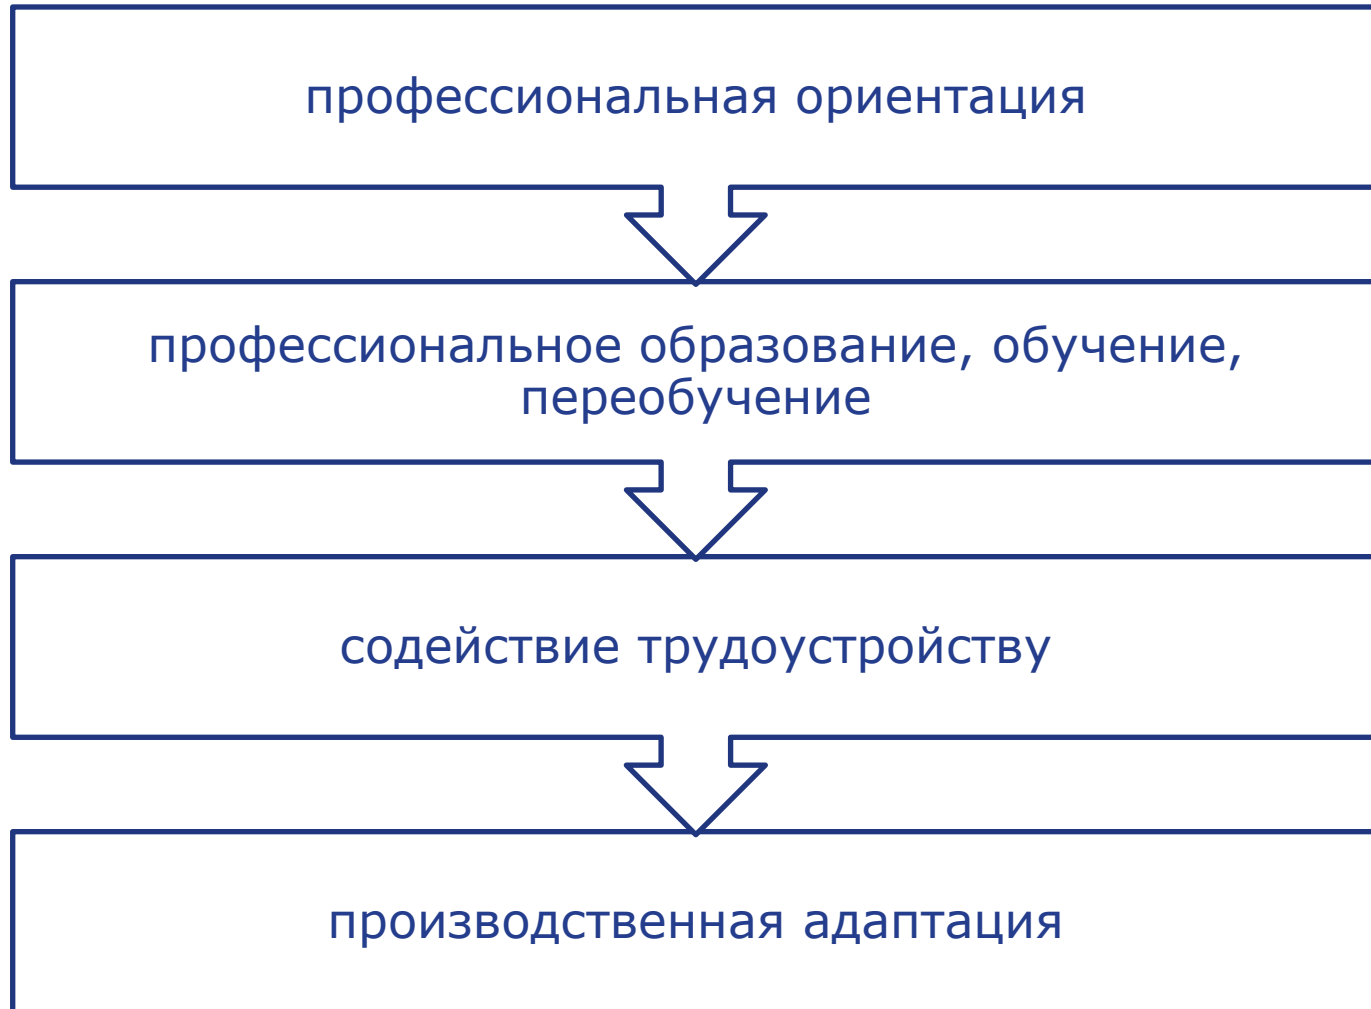 профессиональная ориентация
профессиональное образование, обучение,
переобучение
содействие трудоустройству
производственная адаптация